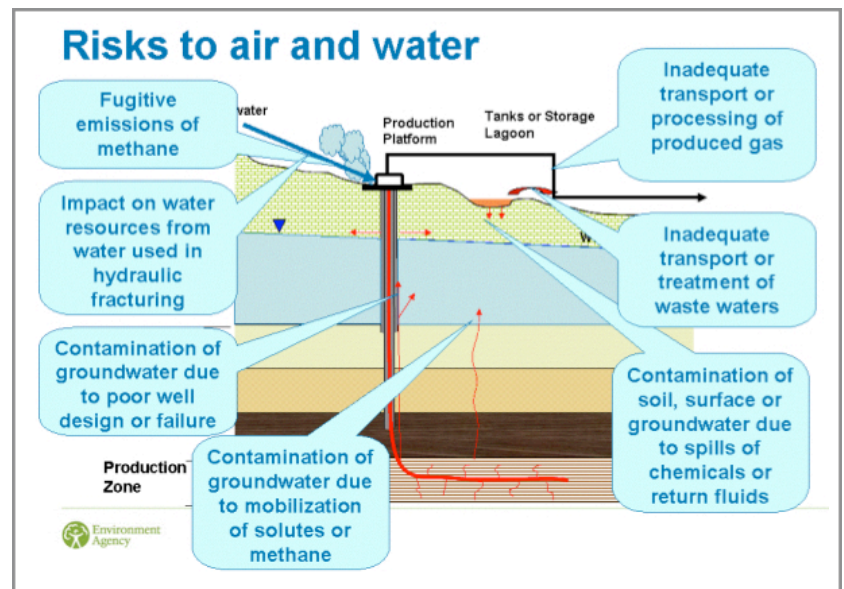 Risks to air and water
Fugitive
emissions of
methane
water
Production
Platform
Tanks or Storage
Lagoon
Inadequate
transport or
processing of
produced gas
Impact on water
resources from
water used in
hydraulic
fracturing
Inadequate
transport or
treatment of
waste waters
Contamination of
groundwater due
to poor well
design or failure
Contamination of
soil, surface or
groundwater due
to spills of
chemicals or
return fluids
Contamination of
groundwater due
to mobilization
of solutes or
methane
Production
Zone
Environment
Agency